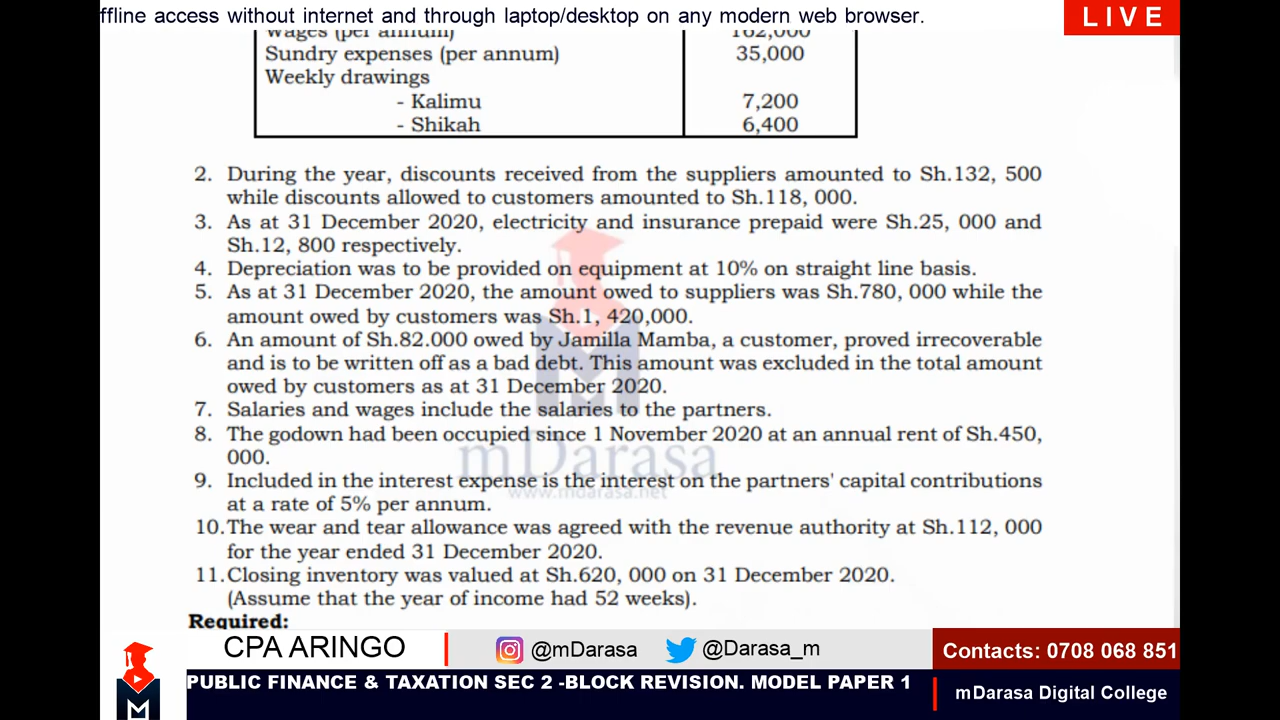 ffline access without internet and through laptop/desktop on any modern web browser.
LIVE
Wages (per annum) 162,000
Sundry expenses (per annum) 35,000
Weekly drawings
- Kalimu 7,200
- Shikah 6,400
2. During the year, discounts received from the suppliers amounted to Sh.132, 500
while discounts allowed to customers amounted to Sh.118, 000.
3. As at 31 December 2020, electricity and insurance prepaid were Sh.25, 000 and
Sh.12, 800 respectively.
4. Depreciation was to be provided on equipment at 10% on straight line basis.
5. As at 31 December 2020, the amount owed to suppliers was Sh.780, 000 while the
amount owed by customers was Sh.1, 420,000.
6. An amount of Sh.82.000 owed by Jamilla Mamba, a customer, proved irrecoverable
and is to be written off as a bad debt. This amount was excluded in the total amount
owed by customers as at 31 December 2020.
7. Salaries and wages include the salaries to the partners.
8. The godown had been occupied since 1 November 2020 at an annual rent of Sh.450,
000.
mDarasa
www.mdarasa.net
9. Included in the interest expense is the interest on the partners' capital contributions
at a rate of 5% per annum.
10.The wear and tear allowance was agreed with the revenue authority at Sh.112, 000
for the year ended 31 December 2020.
11.Closing inventory was valued at Sh.620, 000 on 31 December 2020.
(Assume that the year of income had 52 weeks).
Required:
CPA ARINGO
@mDarasa
@Darasa_m
Contacts: 0708 068 851
PUBLIC FINANCE & TAXATION SEC 2 -BLOCK REVISION. MODEL PAPER 1
mDarasa Digital College